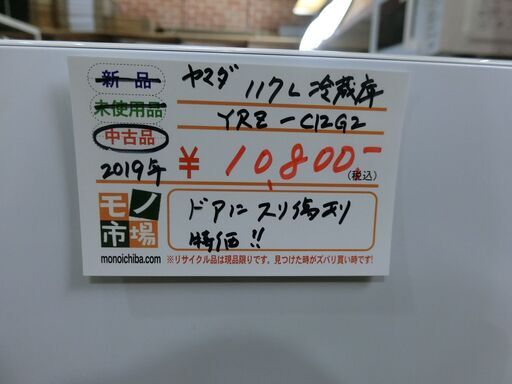 新品
未使用品
中古品
2019年
ヤマダ 117L 冷蔵庫
YRZ-C12G2
¥10,800-
(税込)
ドアにスリ傷有り
特価!!
モノ市場
monoichiba.com
※リサイクル品は現品限りです。見つけた時がズバリ買い時です!